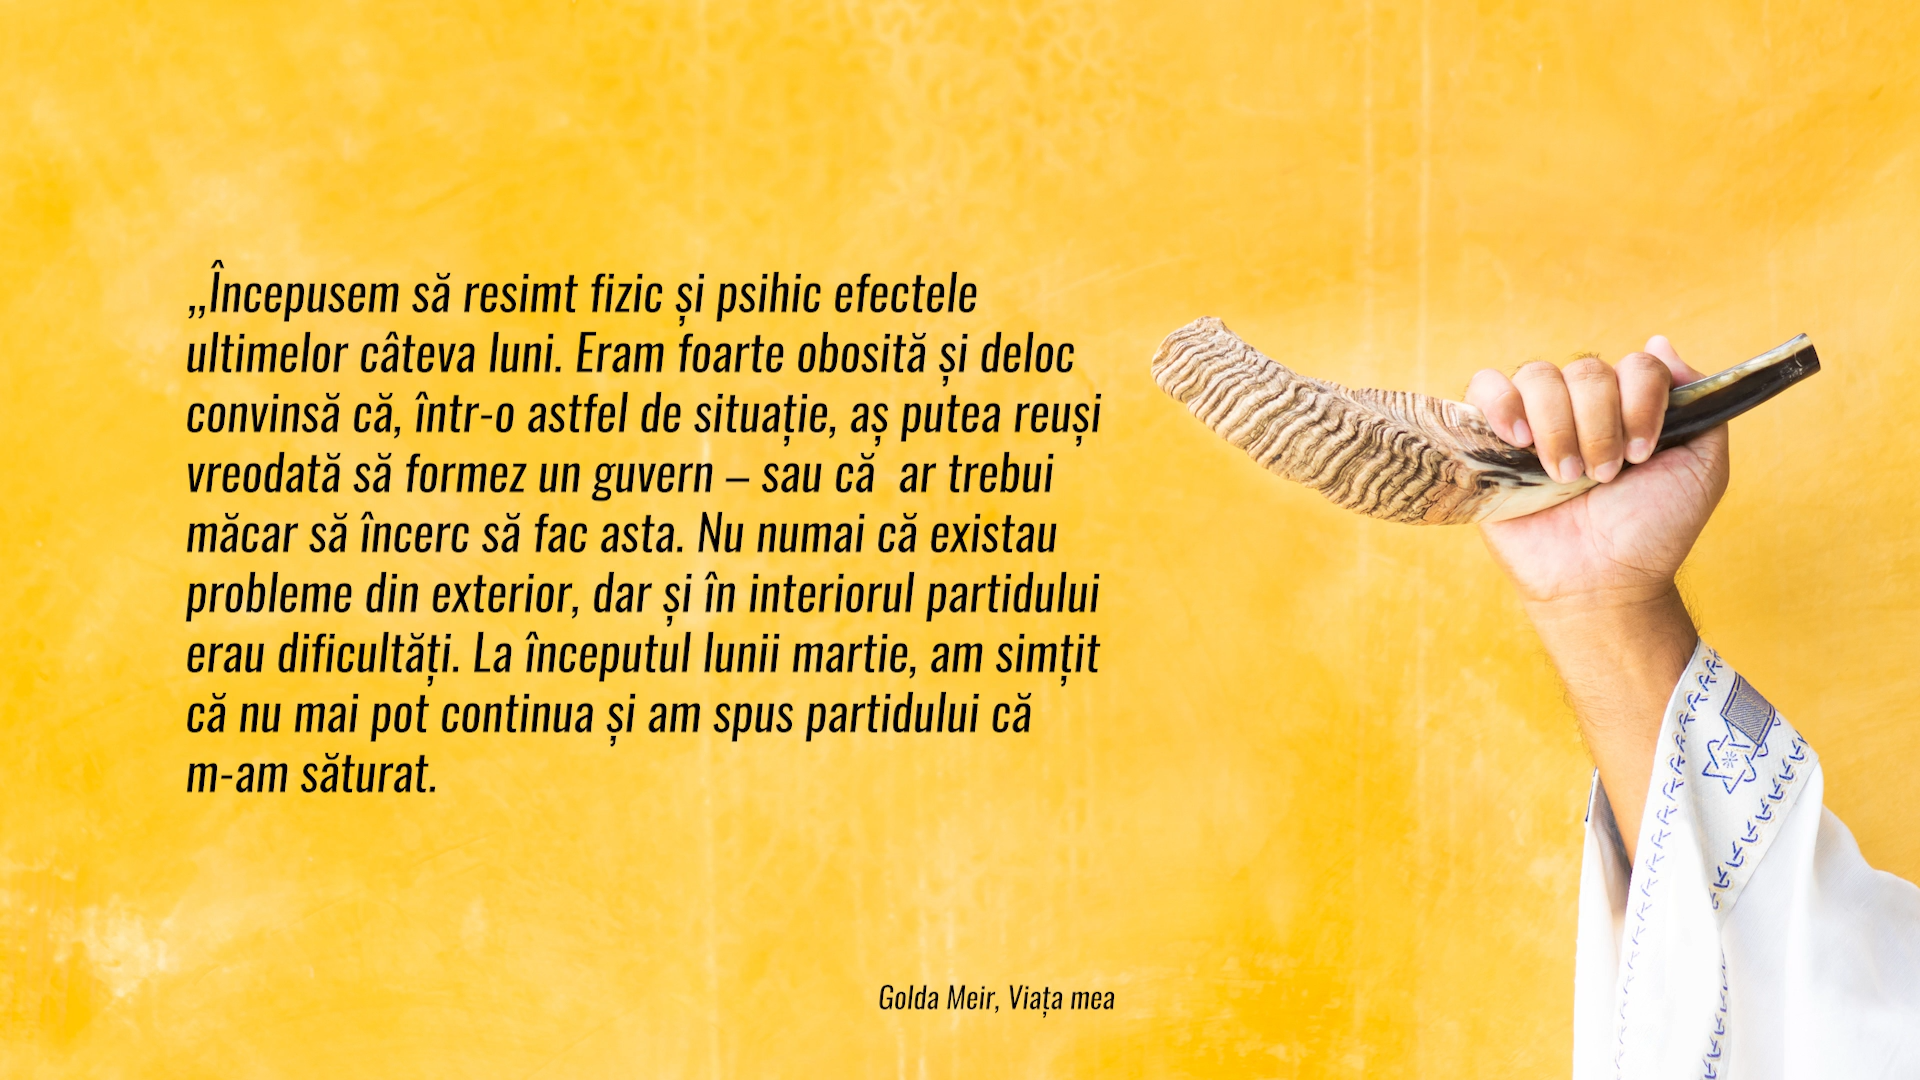 „Începusem să resimt fizic și psihic efectele
ultimelor câteva luni. Eram foarte obosită și deloc
convinsă că, într-o astfel de situație, aș putea reuși
vreodată să formez un guvern – sau că  ar trebui
măcar să încerc să fac asta. Nu numai că existau
probleme din exterior, dar și în interiorul partidului
erau dificultăți. La începutul lunii martie, am simțit
că nu mai pot continua și am spus partidului că
m-am săturat.
Golda Meir, Viața mea